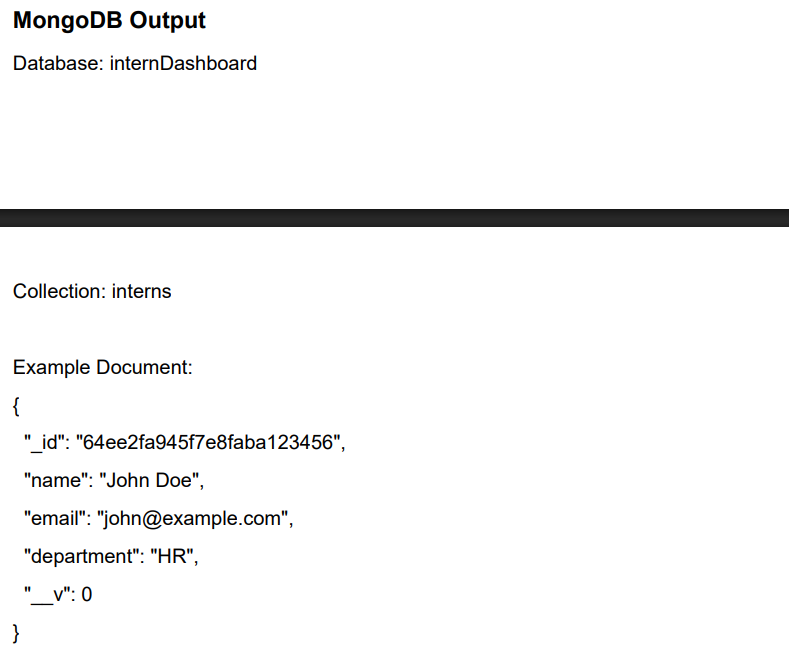 MongoDB Output
Database: internDashboard
Collection: interns
Example Document:
{
"_id": "64ee2fa945f7e8faba123456",
"name": "John Doe",
"email": "john@example.com",
"department": "HR",
"__v": 0
}